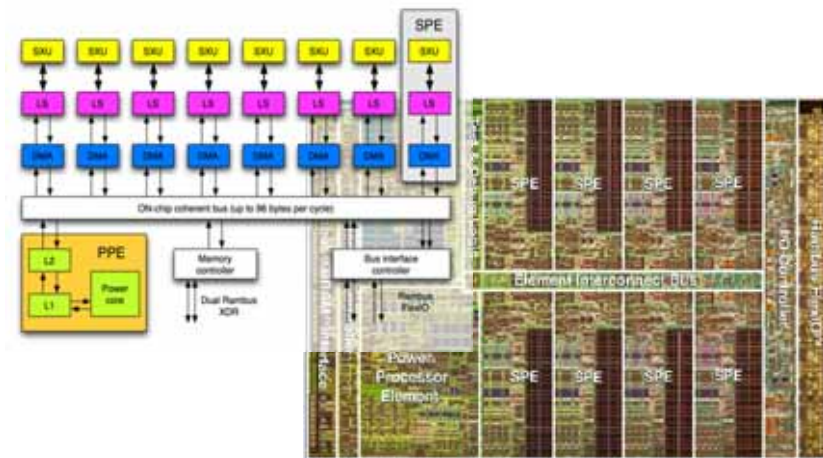 SPE
SXU SXU SXU SXU SXU SXU SXU SXU
LS LS LS LS LS LS LS LS
DMA DMA DMA DMA DMA DMA DMA DMA
ON-chip coherent bus (up to 96 bytes per cycle)
PPE
L2
L1
Power
core
Memory
controller
Dual Rambus
XDR
Bus interface
controller
Rambus
FlexIO
SPE SPE SPE SPE
Element Interconnect Bus
SPE SPE SPE SPE
Power
Processor
Element
I/O Controller
Rambus FlexIO™